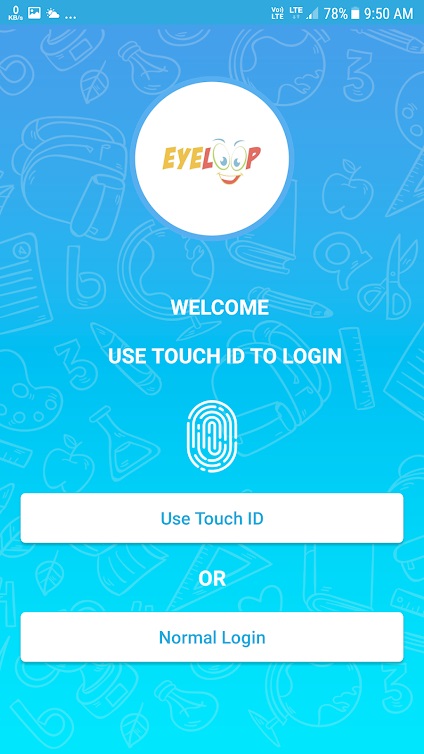 0
KB/s
...
Vo))
LTE
LTE
78%
9:50 AM
EYELOOP
WELCOME
USE TOUCH ID TO LOGIN
Use Touch ID
OR
Normal Login